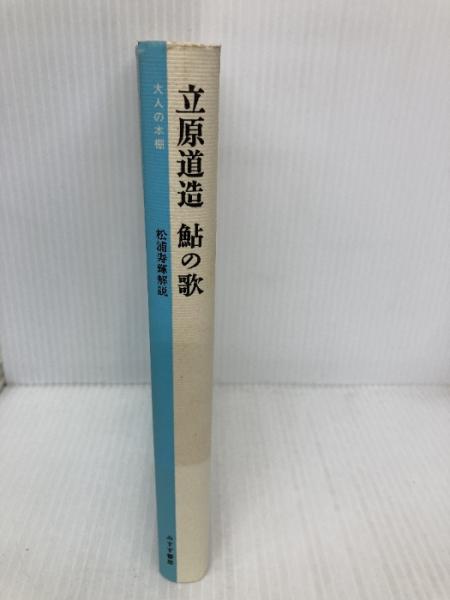 大人の本棚
立原道造 鮎の歌
松浦寿輝解説
みすず書房